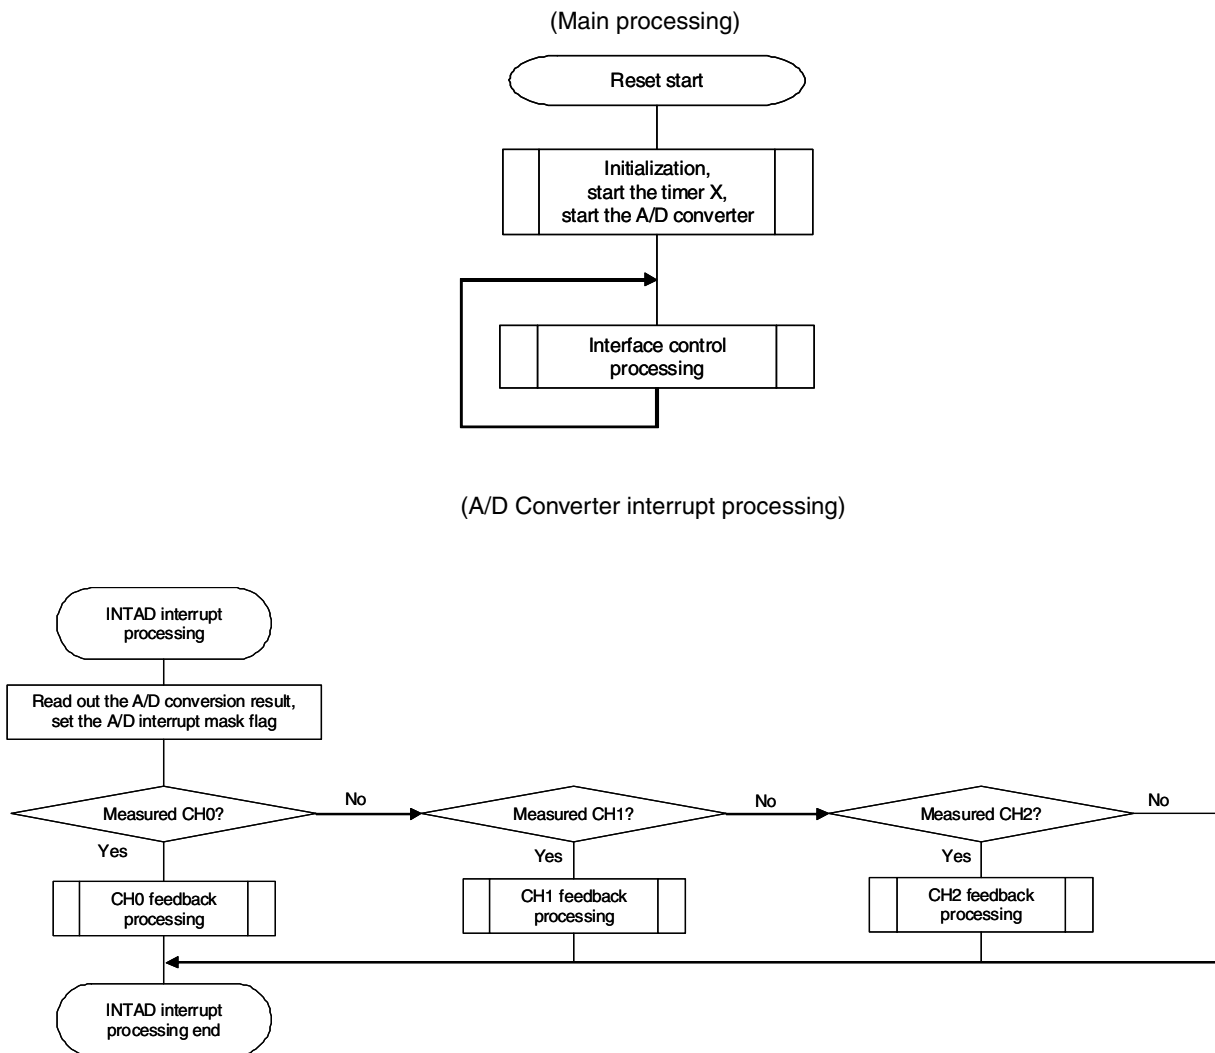 (Main processing)
Reset start
Initialization,
start the timer X,
start the A/D converter
Interface control
processing
(A/D Converter interrupt processing)
INTAD interrupt
processing
Read out the A/D conversion result,
set the A/D interrupt mask flag
Measured CH0?
No
Measured CH1?
No
Measured CH2?
No
Yes
Yes
Yes
CH0 feedback
processing
CH1 feedback
processing
CH2 feedback
processing
INTAD interrupt
processing end